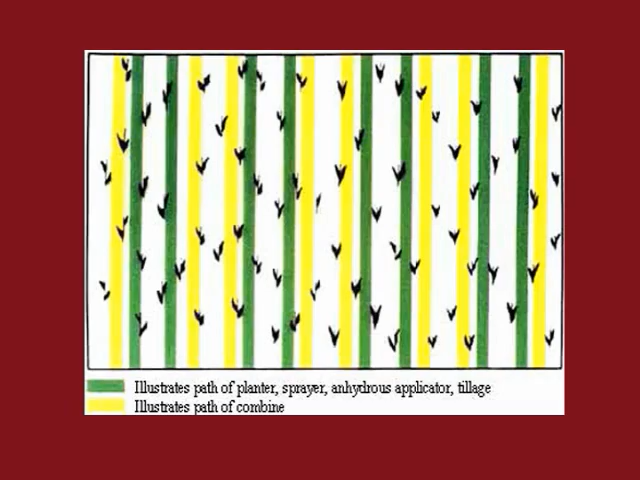 Illustrates path of planter, sprayer, anhydrous applicator, tillage
Illustrates path of combine